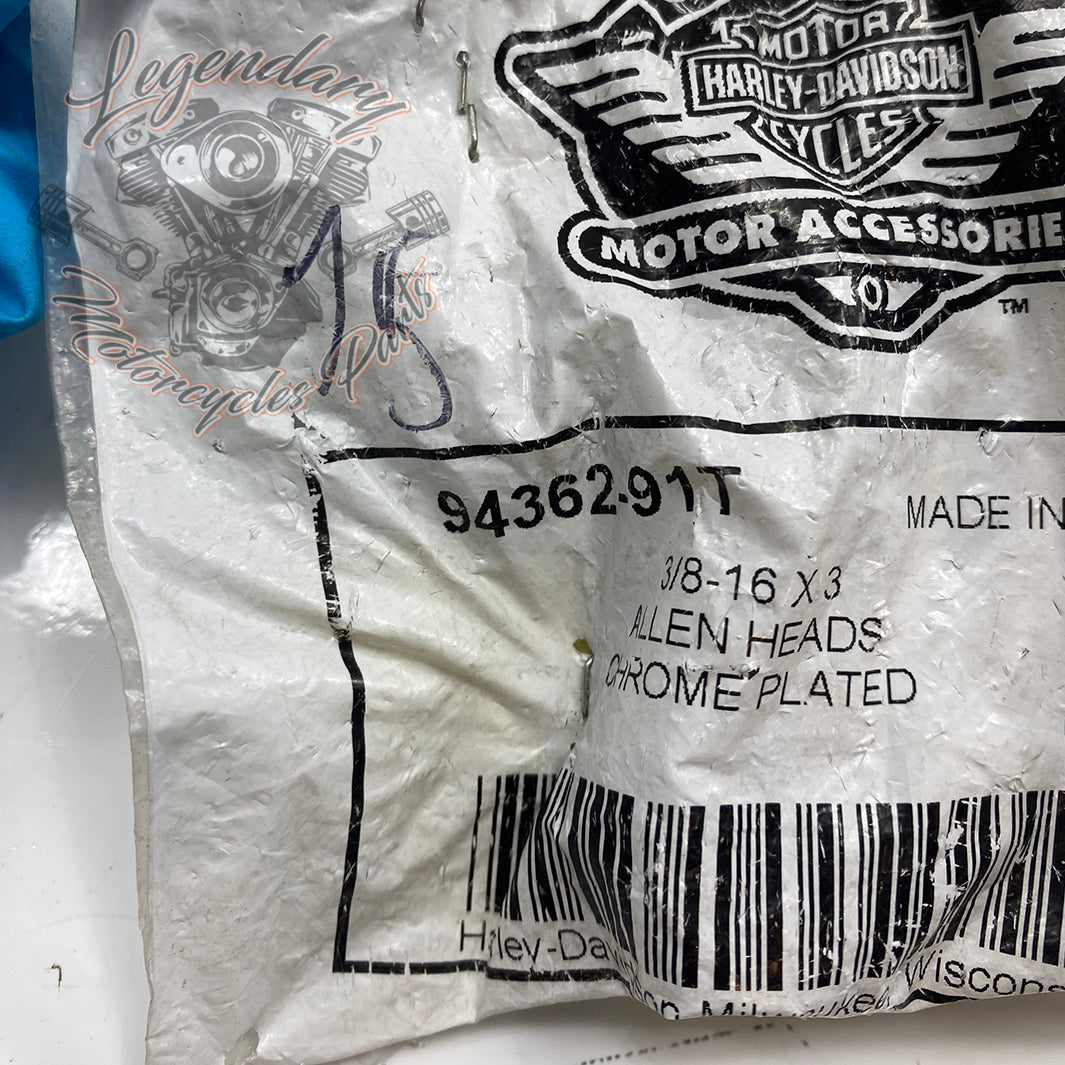 MOTOR
HARLEY-DAVIDSON
CYCLES
MOTOR ACCESSORIE
TM
Legendary
Motorcycles Parts
94362-91T
MADE IN
3/8-16 X 3
ALLEN HEADS
CHROME PLATED
Harley-Davidson, Milwaukee, Wiscons